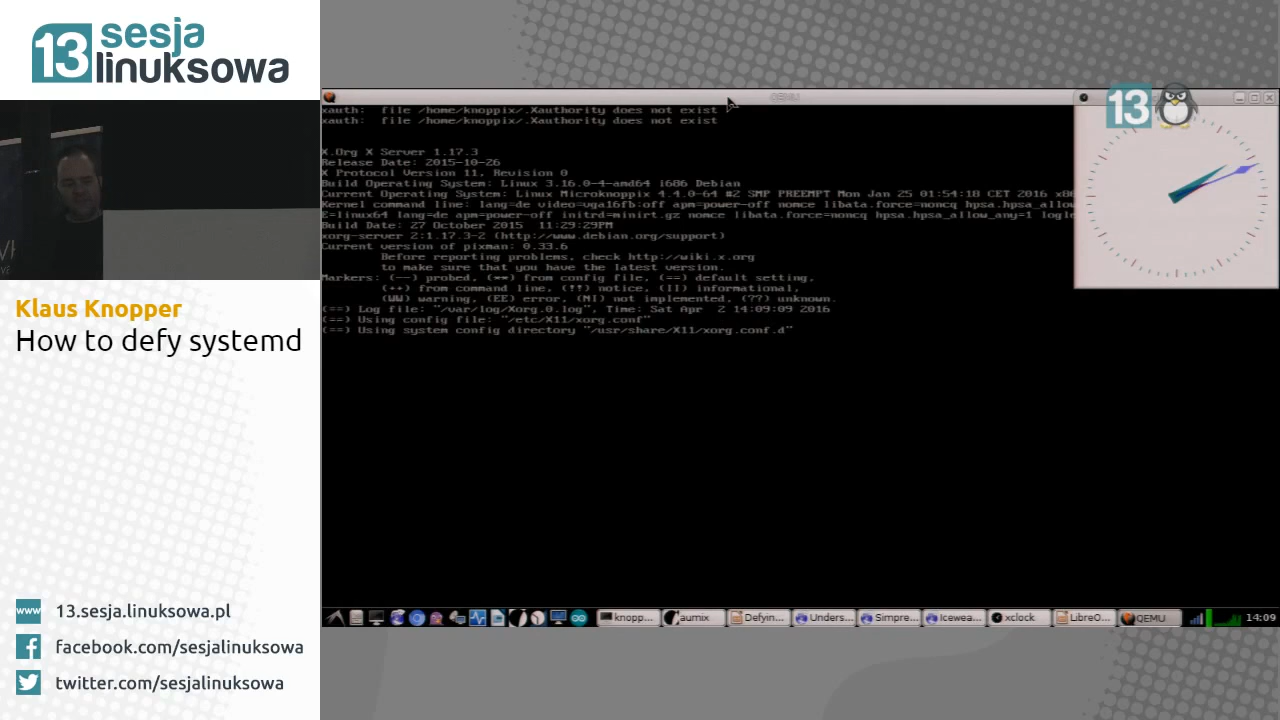 13 sesja
linuksowa
Klaus Knopper
How to defy systemd
www 13.sesja.linuksowa.pl
facebook.com/sesjalinuksowa
twitter.com/sesjalinuksowa
QEMU
13
xauth: file /home/knoppix/.Xauthority does not exist
xauth: file /home/knoppix/.Xauthority does not exist
X.Org X Server 1.17.3
Release Date: 2015-10-26
X Protocol Version 11, Revision 0
Build Operating System: Linux 3.16.0-4-amd64 i686 Debian
Current Operating System: Linux Microknoppix 4.4.0-64 #2 SMP PREEMPT Mon Jan 25 01:54:18 CET 2016 x86
Kernel command line: lang=de video=vga16fb:off apm=power-off nomce libata.force=noncq hpsa.hpsa_allow
E=linux64 lang=de apm=power-off initrd=minirt.gz nomce libata.force=noncq hpsa.hpsa_allow_any=1 logle
Build Date: 27 October 2015  11:29:29PM
xorg-server 2:1.17.3-2 (http://www.debian.org/support)
Current version of pixman: 0.33.6
Before reporting problems, check http://wiki.x.org
to make sure that you have the latest version.
Markers: (--) probed, (**) from config file, (==) default setting,
(++) from command line, (!!) notice, (II) informational,
(WW) warning, (EE) error, (NI) not implemented, (??) unknown.
(==) Log file: "/var/log/Xorg.0.log", Time: Sat Apr  2 14:09:09 2016
(==) Using config file: "/etc/X11/xorg.conf"
(==) Using system config directory "/usr/share/X11/xorg.conf.d"
knopp... aumix Defyin... Unders... Simpre... Icewea... xclock LibreO... QEMU 14:09